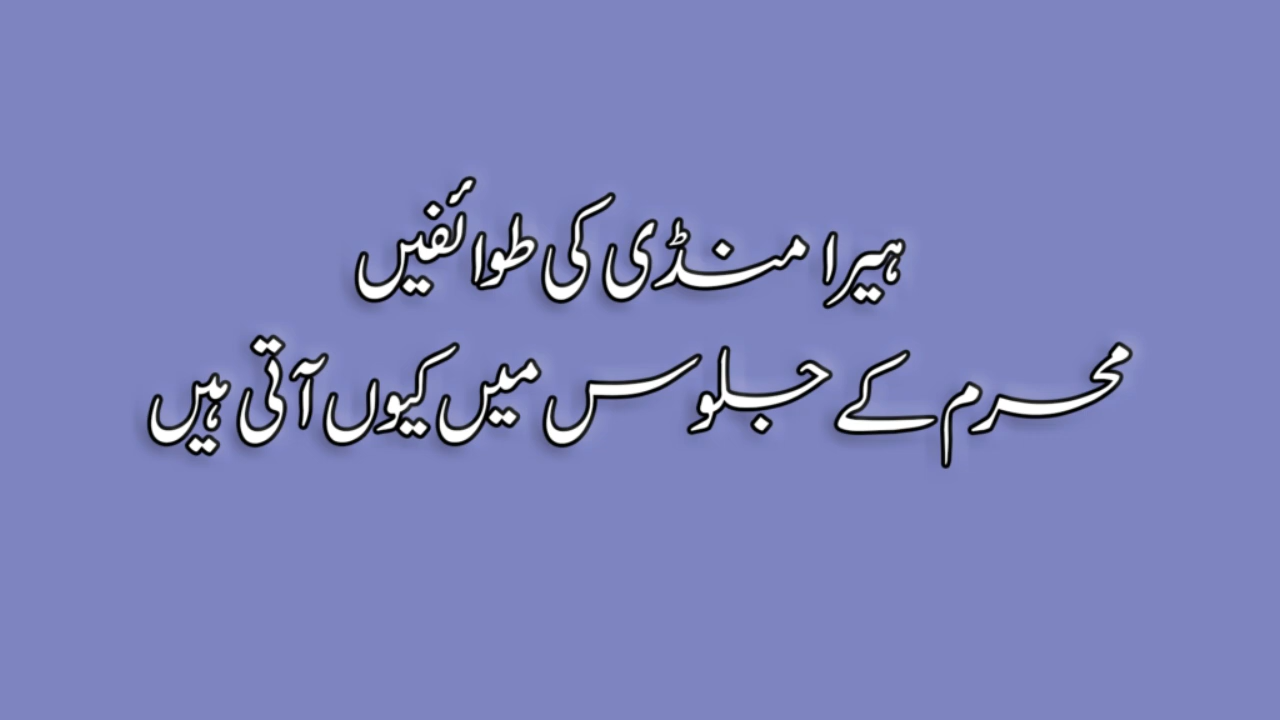 ہیرا منڈی کی طوائفیں
محرم کے جلوس میں کیوں آتی ہیں